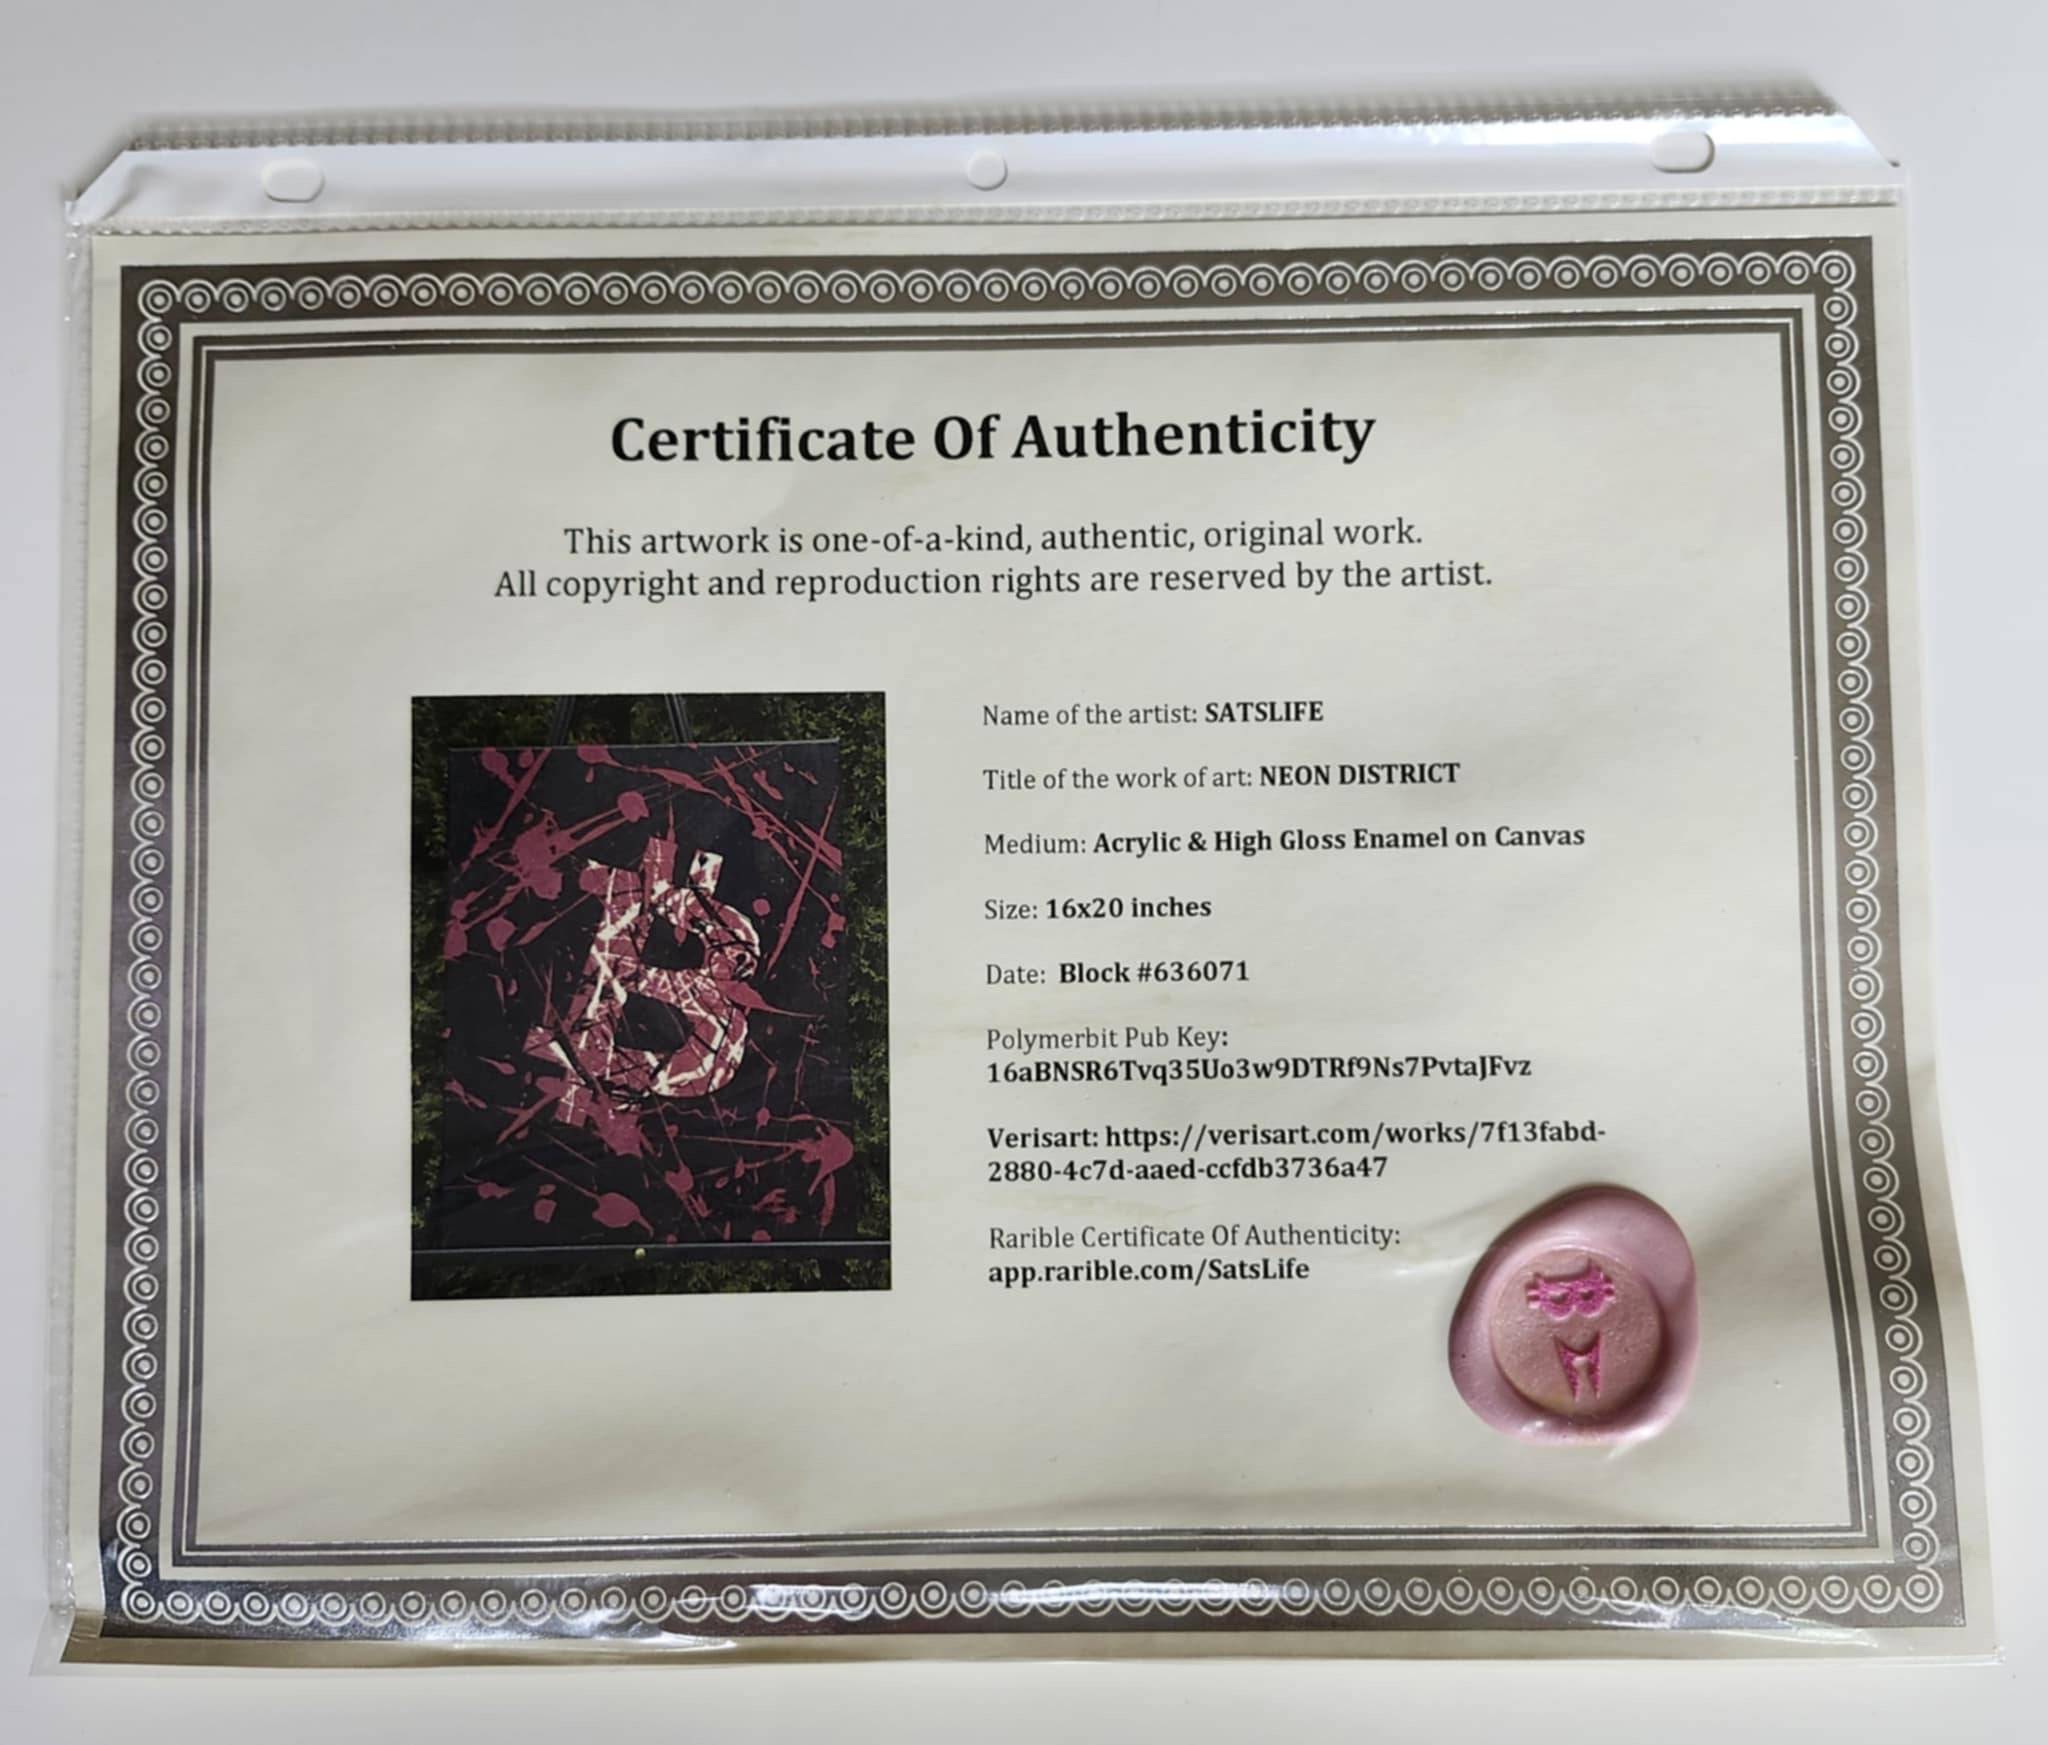 Certificate Of Authenticity
This artwork is one-of-a-kind, authentic, original work.
All copyright and reproduction rights are reserved by the artist.
Name of the artist: SATSLIFE
Title of the work of art: NEON DISTRICT
Medium: Acrylic & High Gloss Enamel on Canvas
Size: 16x20 inches
Date:  Block #636071
Polymerbit Pub Key:
16aBNSR6Tvq35Uo3w9DTRf9Ns7PvtaJFvz
Verisart: https://verisart.com/works/7f13fabd-
2880-4c7d-aaed-ccfdb3736a47
Rarible Certificate Of Authenticity:
app.rarible.com/SatsLife